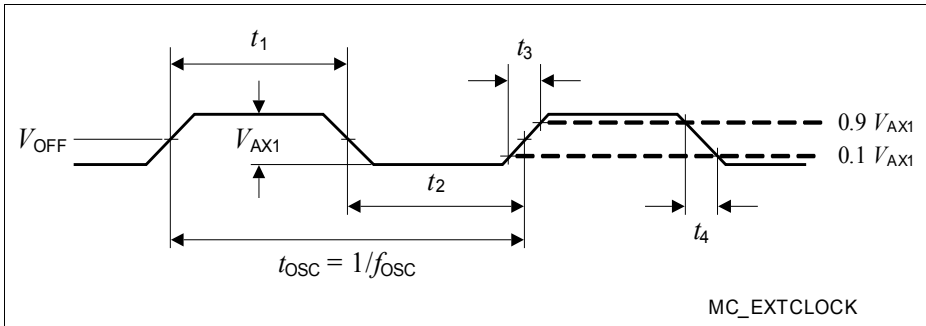 t1
t3
VOFF
VAX1
0.9 VAX1
0.1 VAX1
t2
t4
tOSC = 1/fOSC
MC_EXTCLOCK